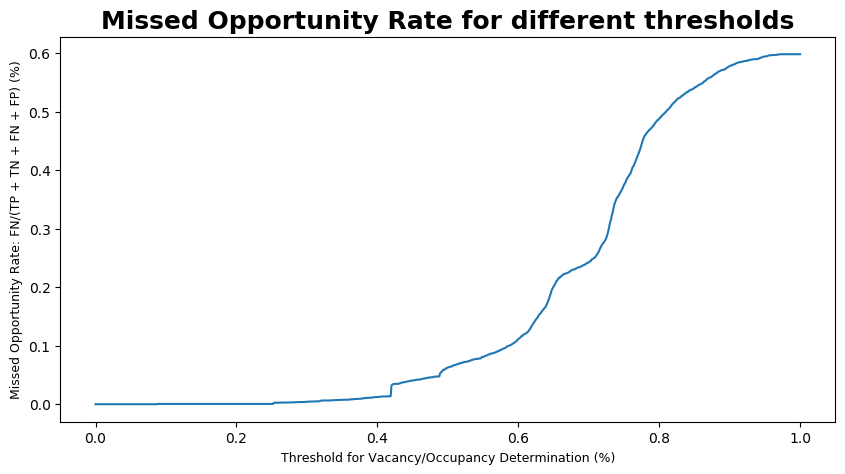 Missed Opportunity Rate for different thresholds
Missed Opportunity Rate: FN/(TP + TN + FN + FP) (%)
0.6
0.5
0.4
0.3
0.2
0.1
0.0
0.0 0.2 0.4 0.6 0.8 1.0
Threshold for Vacancy/Occupancy Determination (%)